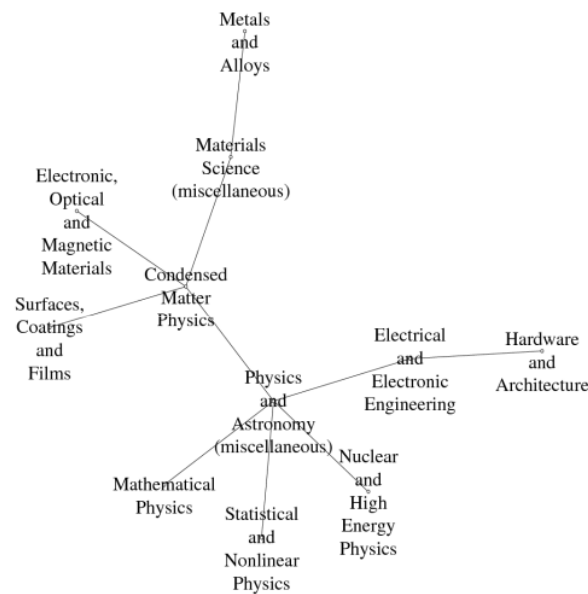 Metals
and
Alloys
Materials
Science
(miscellaneous)
Electronic,
Optical
and
Magnetic
Materials
Condensed
Matter
Physics
Surfaces,
Coatings
and
Films
Electrical
and
Electronic
Engineering
Hardware
and
Architecture
Physics
and
Astronomy
(miscellaneous)
Nuclear
and
High
Energy
Physics
Mathematical
Physics
Statistical
and
Nonlinear
Physics